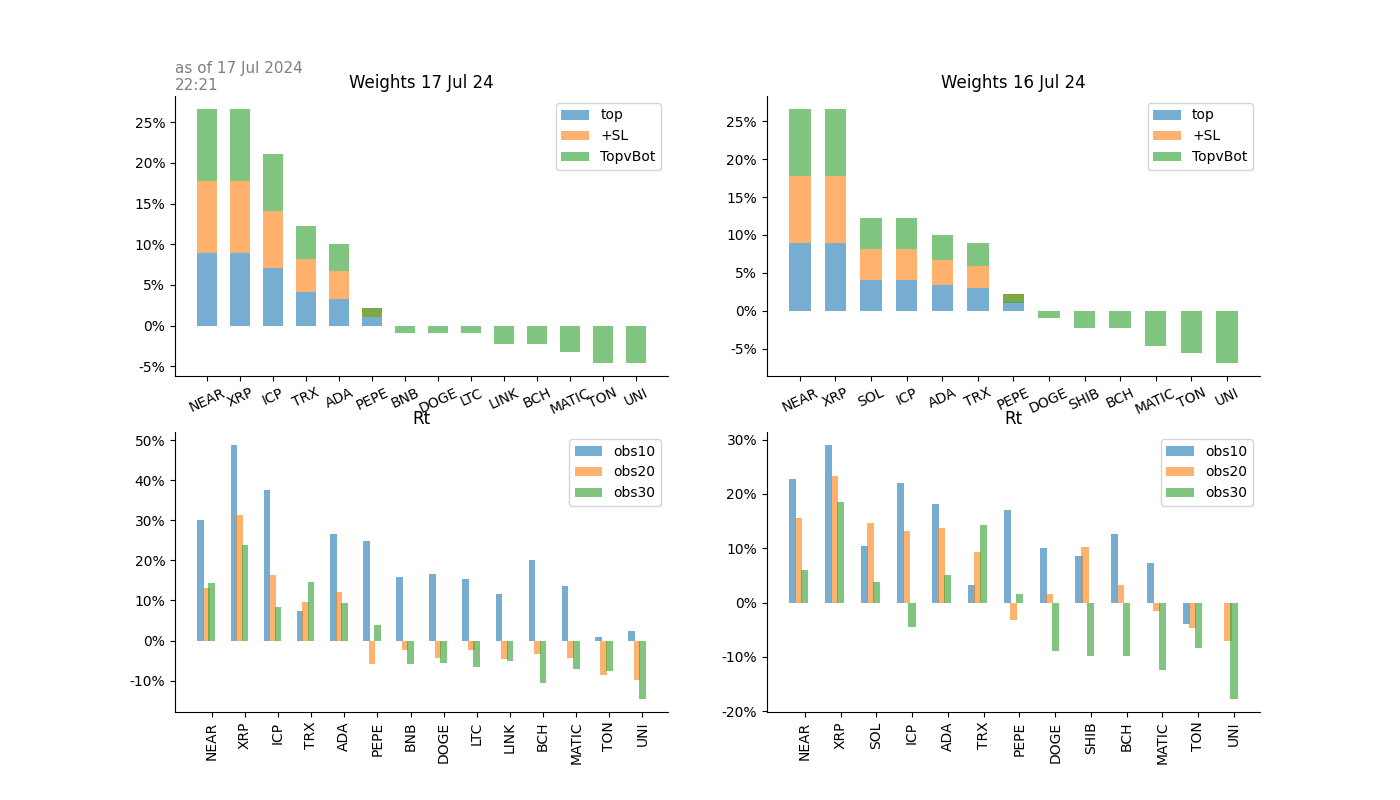 as of 17 Jul 2024
22:21
Weights 17 Jul 24
25%
20%
15%
10%
5%
0%
-5%
top
+SL
TopvBot
NEAR XRP ICP TRX ADA PEPE BNB DOGE LTC LINK BCH MATIC TON UNI
Weights 16 Jul 24
25%
20%
15%
10%
5%
0%
-5%
top
+SL
TopvBot
NEAR XRP SOL ICP ADA TRX PEPE DOGE SHIB BCH MATIC TON UNI
Rt
50%
40%
30%
20%
10%
0%
-10%
obs10
obs20
obs30
NEAR XRP ICP TRX ADA PEPE BNB DOGE LTC LINK BCH MATIC TON UNI
Rt
30%
20%
10%
0%
-10%
-20%
obs10
obs20
obs30
NEAR XRP SOL ICP ADA TRX PEPE DOGE SHIB BCH MATIC TON UNI